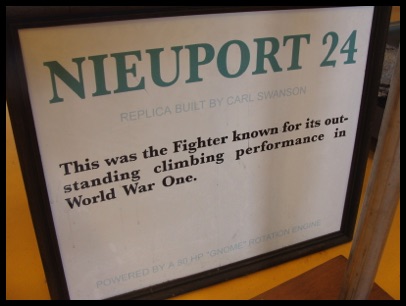 NIEUPORT 24
REPLICA BUILT BY CARL SWANSON
This was the Fighter known for its out-
standing climbing performance in
World War One.
POWERED BY A HP "GNOME" ROTATION ENGINE